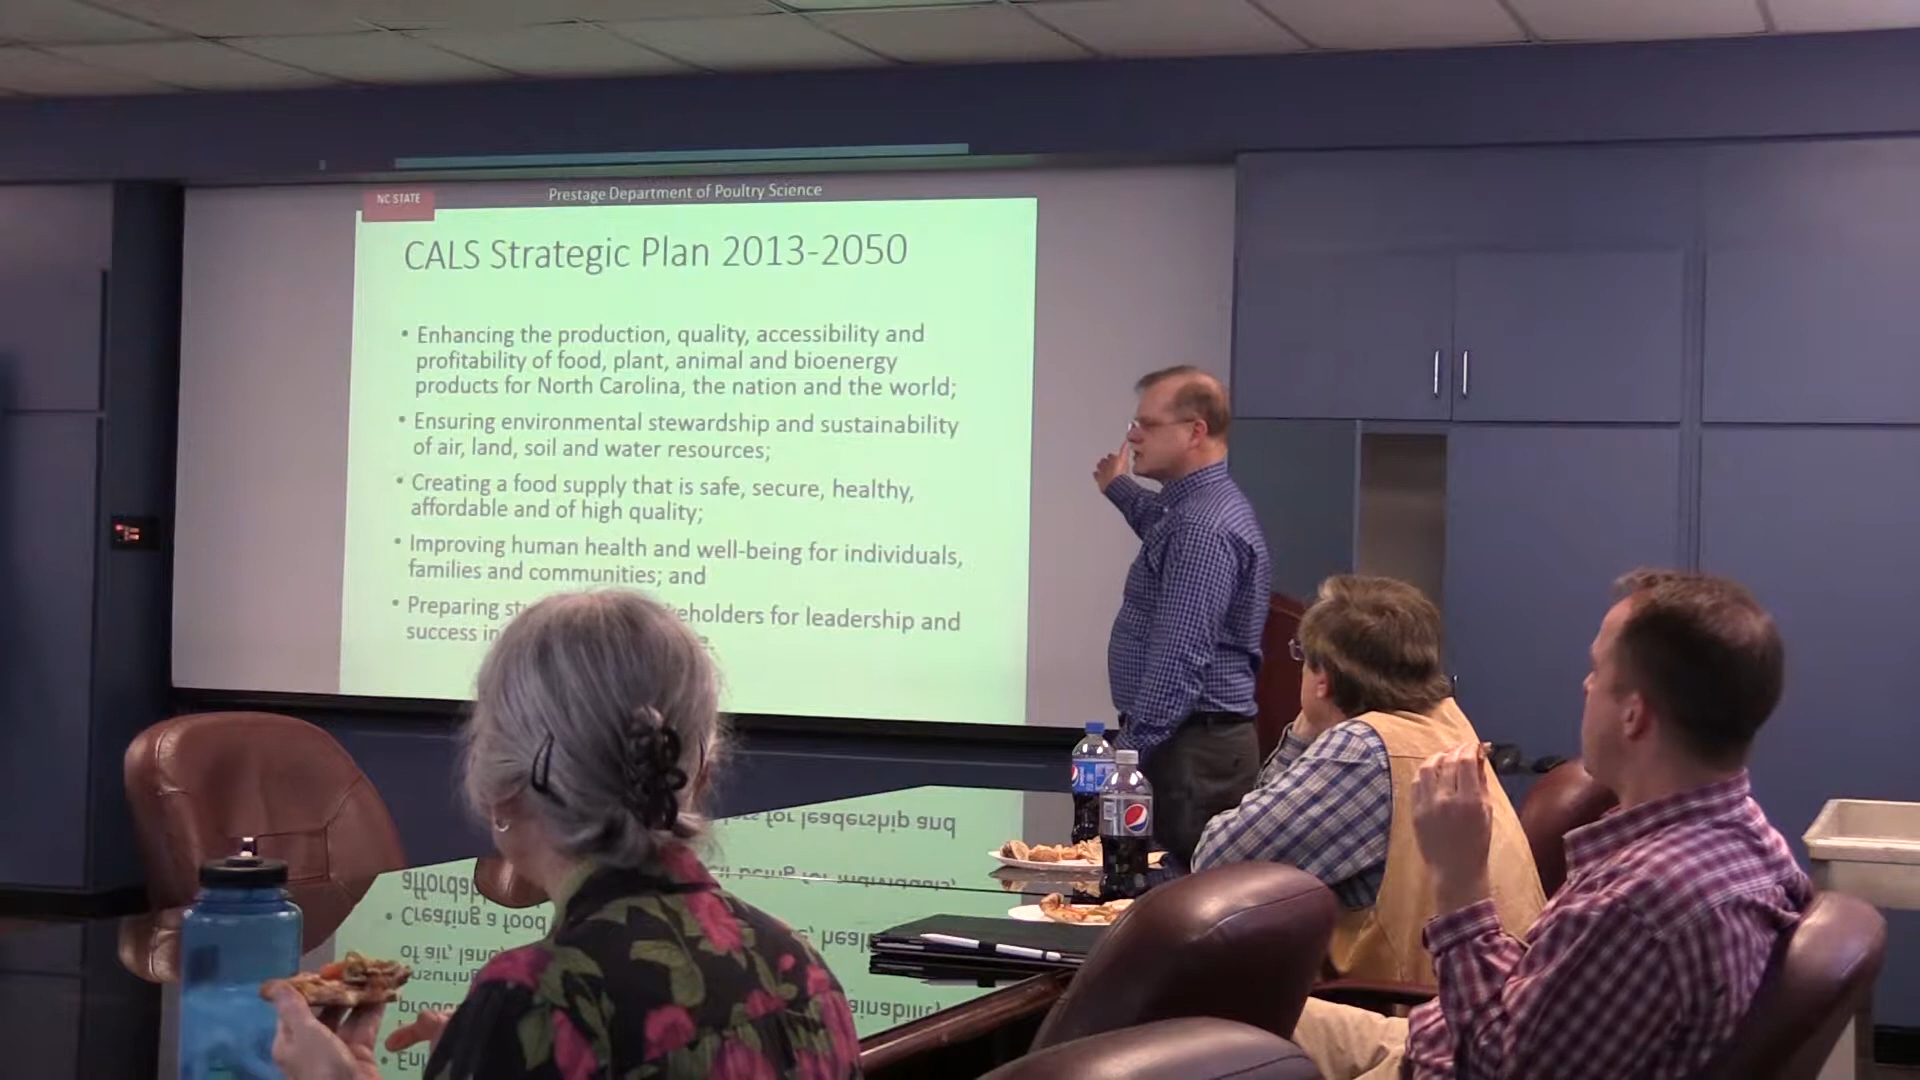 NC STATE
Prestage Department of Poultry Science
CALS Strategic Plan 2013-2050
• Enhancing the production, quality, accessibility and
profitability of food, plant, animal and bioenergy
products for North Carolina, the nation and the world;
• Ensuring environmental stewardship and sustainability
of air, land, soil and water resources;
• Creating a food supply that is safe, secure, healthy,
affordable and of high quality;
• Improving human health and well-being for individuals,
families and communities; and
• Preparing for leadership and
success in